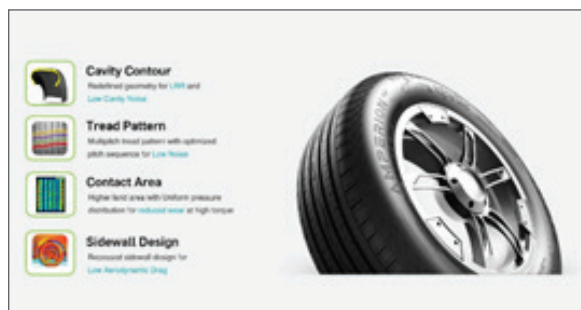 Cavity Contour
Redefined geometry for LRR and
Low Cavity Noise
Tread Pattern
Multipitch tread pattern with optimized
pitch sequence for Low Noise
Contact Area
Higher land area with Uniform pressure
distribution for reduced wear at high torque
Sidewall Design
Recessed sidewall design for
Low Aerodynamic Drag
AMPERION